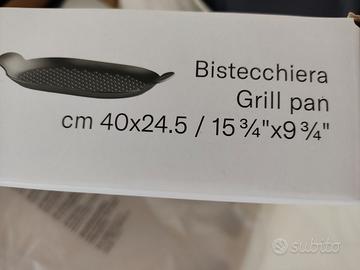 Bistecchiera
Grill pan
cm 40x24.5 / 15 ¾"x9 ¾"
subito